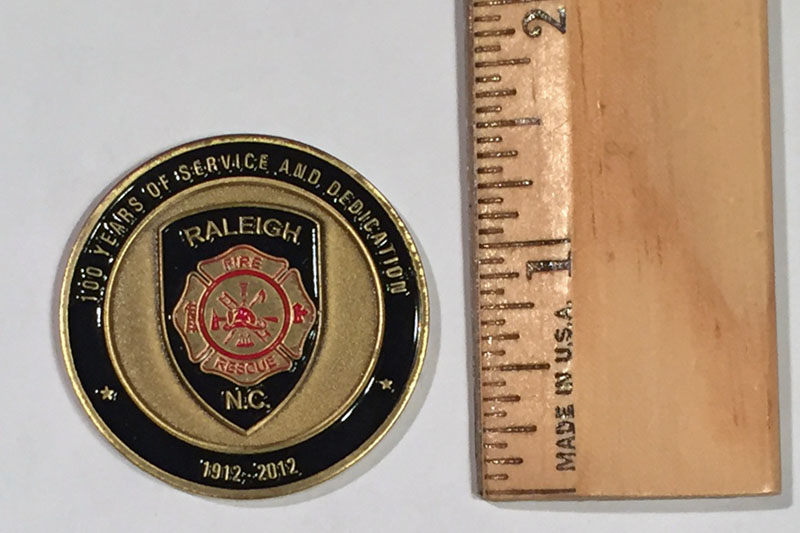 100 YEARS OF SERVICE AND DEDICATION
RALEIGH
FIRE
RESCUE
N.C.
1912-2012
2
1
MADE IN U.S.A.